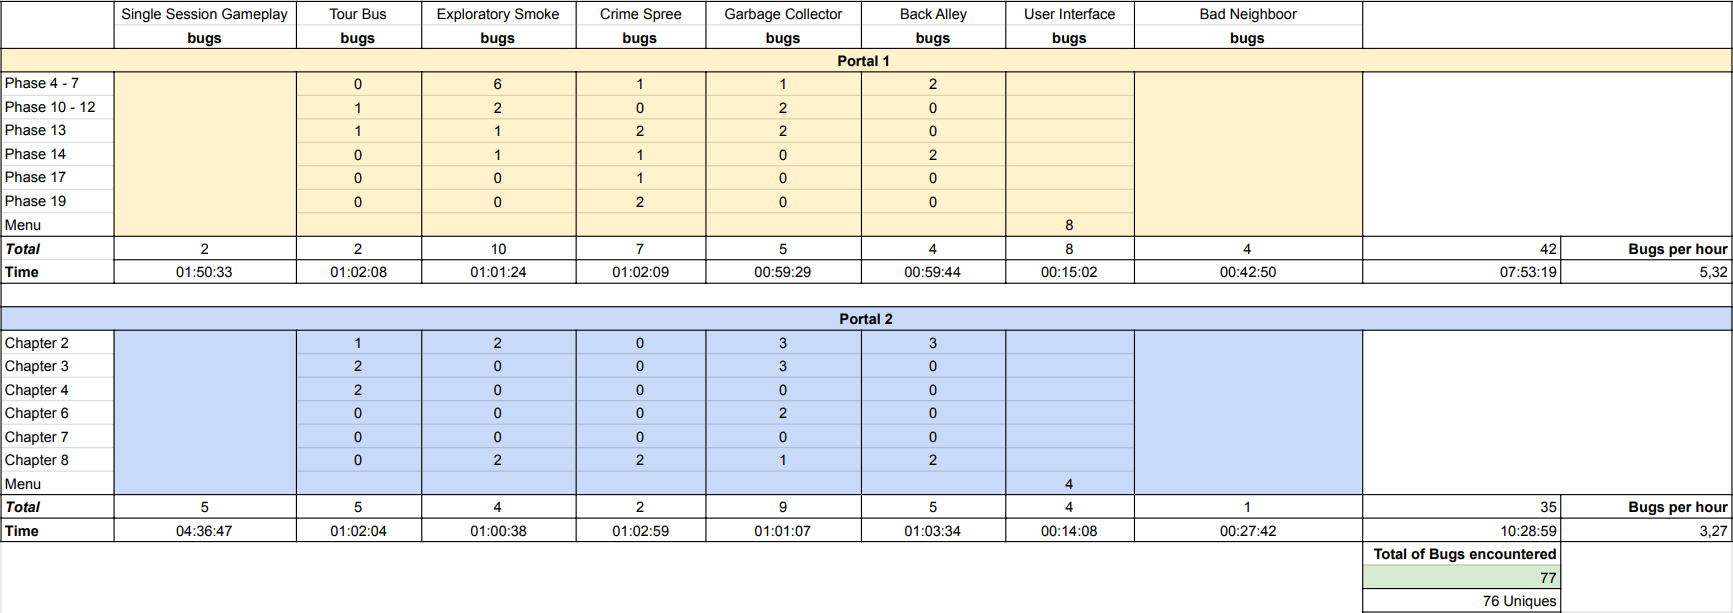 Single Session Gameplay Tour Bus Exploratory Smoke Crime Spree Garbage Collector Back Alley User Interface Bad Neighboor
bugs bugs bugs bugs bugs bugs bugs bugs
Portal 1
Phase 4 - 7 0 6 1 1 2
Phase 10 - 12 1 2 0 2 0
Phase 13 1 1 2 2 0
Phase 14 0 1 1 0 2
Phase 17 0 0 1 0 0
Phase 19 0 0 2 0 0
Menu 8
Total 2 2 10 7 5 4 8 4 42 Bugs per hour
Time 01:50:33 01:02:08 01:01:24 01:02:09 00:59:29 00:59:44 00:15:02 00:42:50 07:53:19 5,32
Portal 2
Chapter 2 1 2 0 3 3
Chapter 3 2 0 0 3 0
Chapter 4 2 0 0 0 0
Chapter 6 0 0 0 2 0
Chapter 7 0 0 0 0 0
Chapter 8 0 2 2 1 2
Menu 4
Total 5 5 4 2 9 5 4 1 35 Bugs per hour
Time 04:36:47 01:02:04 01:00:38 01:02:59 01:01:07 01:03:34 00:14:08 00:27:42 10:28:59 3,27
Total of Bugs encountered
77
76 Uniques